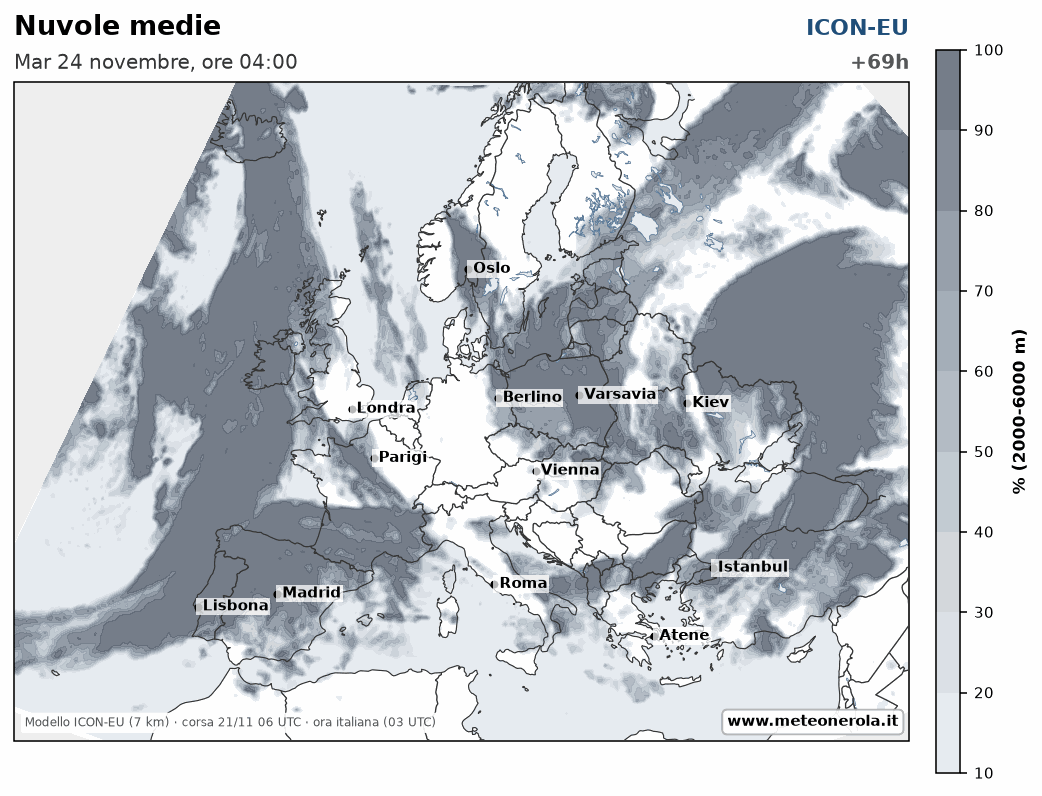 Nuvole medie
ICON-EU
Mar 24 novembre, ore 04:00
+69h
Oslo
Londra
Berlino
Varsavia
Kiev
Parigi
Vienna
Lisbona
Madrid
Roma
Istanbul
Atene
Modello ICON-EU (7 km) · corsa 21/11 06 UTC · ora italiana (03 UTC)
www.meteonerola.it
100
90
80
70
60
50
40
30
20
10
% (2000-6000 m)